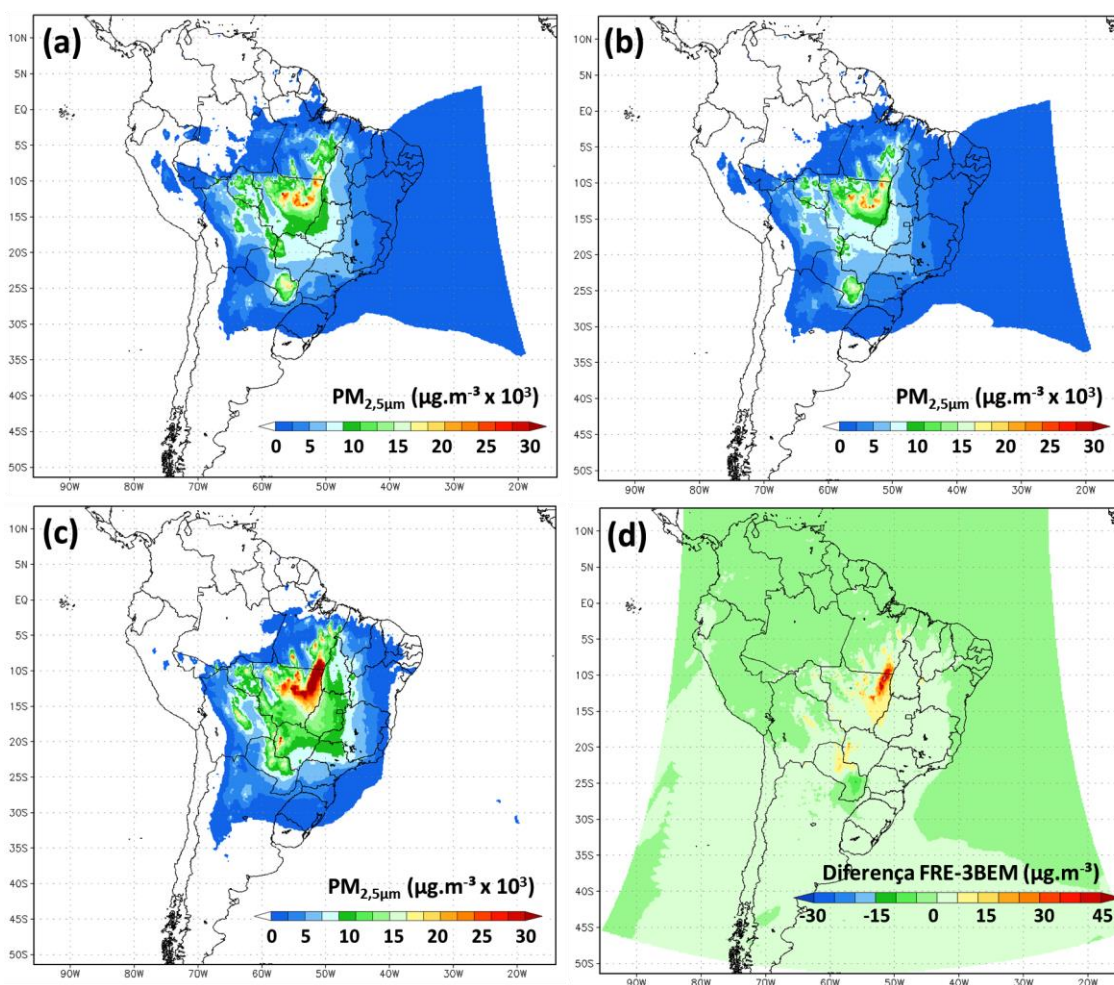 (a)
10N
5N
EQ
5S
10S
15S
20S
25S
30S
35S
40S
45S
50S
PM2,5µm (µg.m⁻³ x 10³)
0 5 10 15 20 25 30
90W 80W 70W 60W 50W 40W 30W 20W
(b)
10N
5N
EQ
5S
10S
15S
20S
25S
30S
35S
40S
45S
50S
PM2,5µm (µg.m⁻³ x 10³)
0 5 10 15 20 25 30
90W 80W 70W 60W 50W 40W 30W 20W
(c)
10N
5N
EQ
5S
10S
15S
20S
25S
30S
35S
40S
45S
50S
PM2,5µm (µg.m⁻³ x 10³)
0 5 10 15 20 25 30
90W 80W 70W 60W 50W 40W 30W 20W
(d)
10N
5N
EQ
5S
10S
15S
20S
25S
30S
35S
40S
45S
50S
Diferença FRE-3BEM (µg.m⁻³)
-30 -15 0 15 30 45
90W 80W 70W 60W 50W 40W 30W 20W